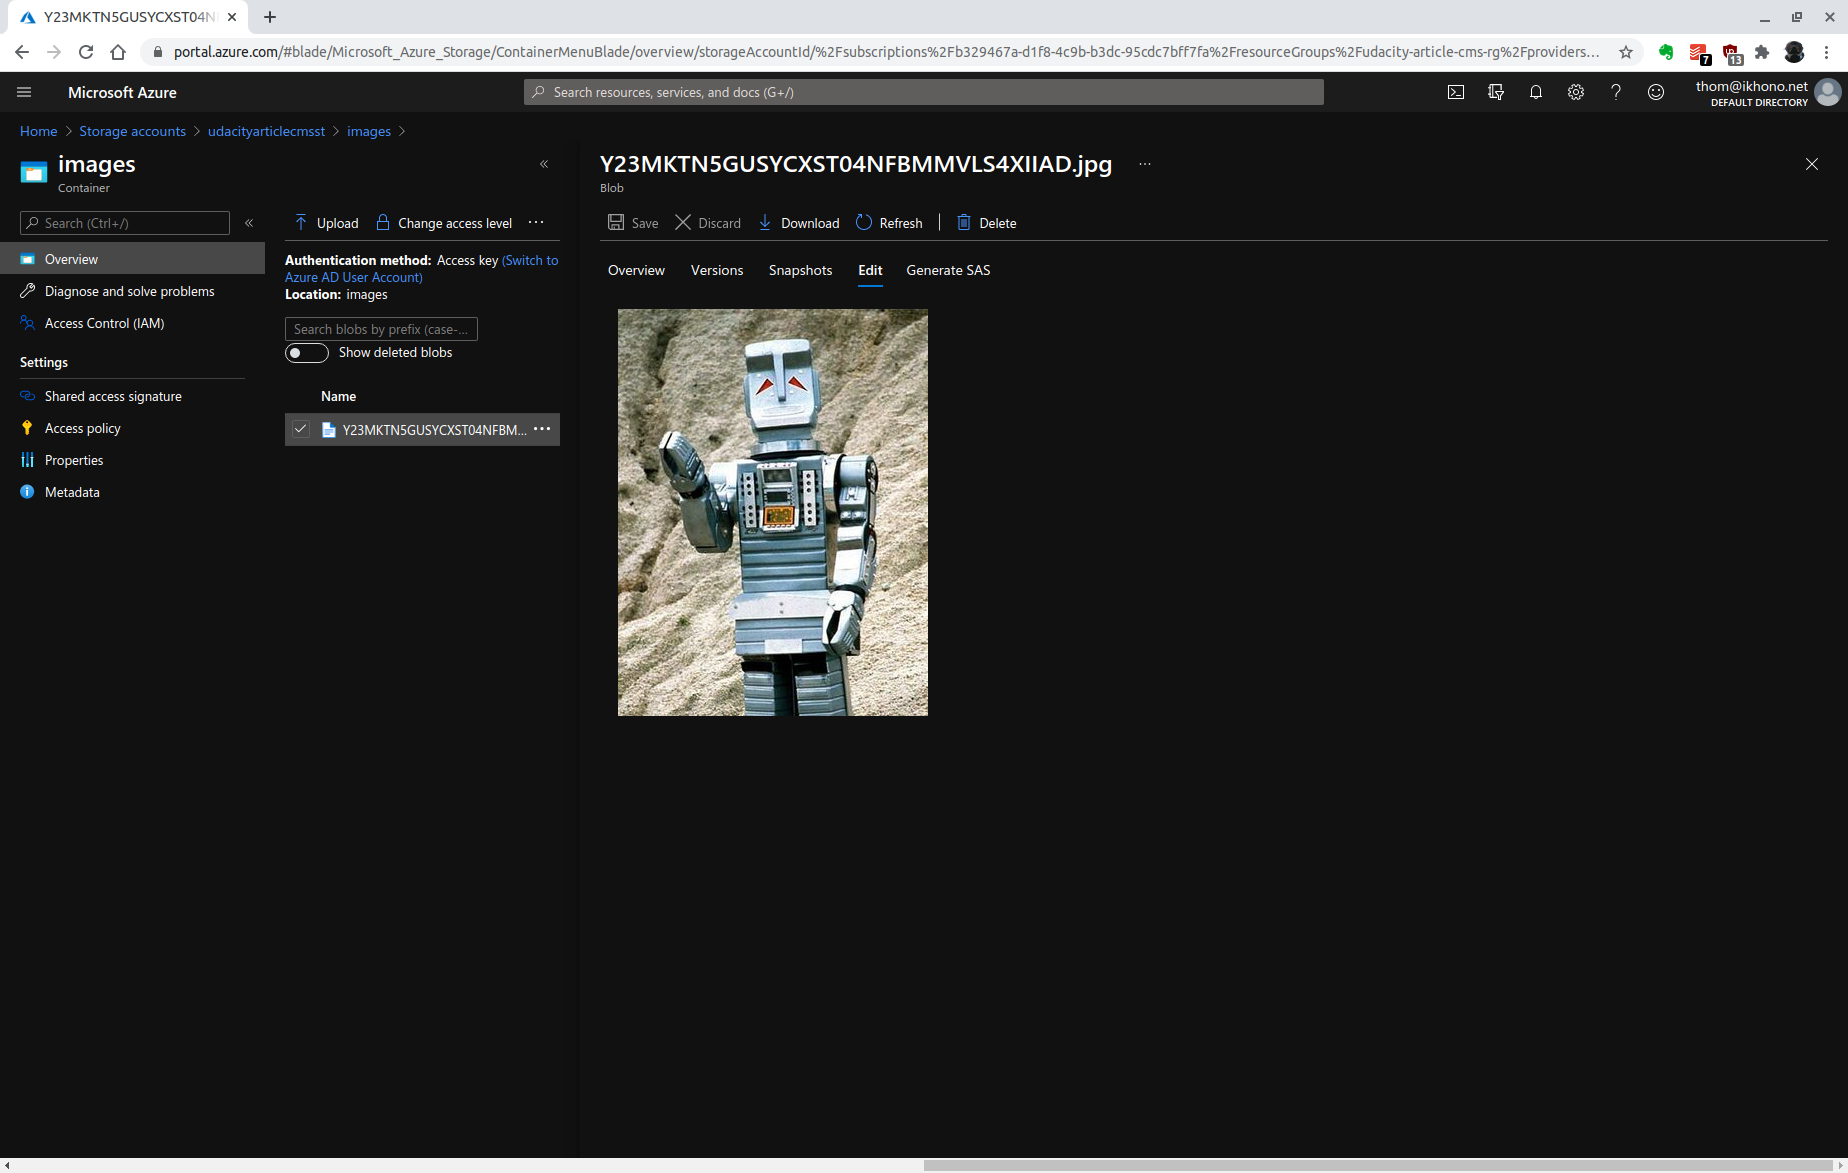 Y23MKTN5GUSYCXST04N
portal.azure.com/#blade/Microsoft_Azure_Storage/ContainerMenuBlade/overview/storageAccountId/%2Fsubscriptions%2Fb329467a-d1f8-4c9b-b3dc-95cdc7bff7fa%2FresourceGroups%2Fudacity-article-cms-rg%2Fproviders...
7
13
Microsoft Azure
Search resources, services, and docs (G+/)
thom@ikhono.net
DEFAULT DIRECTORY
Home > Storage accounts > udacityarticlecmsst > images >
images
Container
Search (Ctrl+/)
Overview
Diagnose and solve problems
Access Control (IAM)
Settings
Shared access signature
Access policy
Properties
Metadata
Upload Change access level ...
Authentication method: Access key (Switch to
Azure AD User Account)
Location: images
Search blobs by prefix (case-...
Show deleted blobs
Name
Y23MKTN5GUSYCXST04NFBM... ...
Y23MKTN5GUSYCXST04NFBMMVLS4XIIAD.jpg ...
Blob
Save Discard Download Refresh | Delete
Overview Versions Snapshots Edit Generate SAS